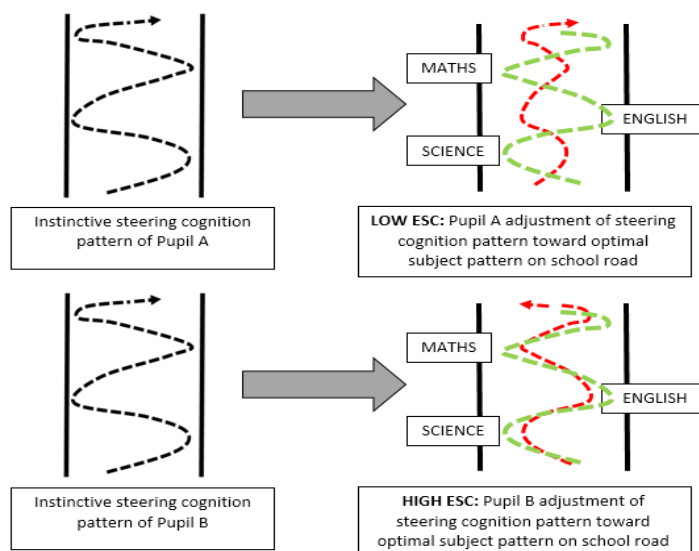 MATHS
ENGLISH
SCIENCE
Instinctive steering cognition
pattern of Pupil A
LOW ESC: Pupil A adjustment of steering
cognition pattern toward optimal
subject pattern on school road
MATHS
ENGLISH
SCIENCE
Instinctive steering cognition
pattern of Pupil B
HIGH ESC: Pupil B adjustment of
steering cognition pattern toward
optimal subject pattern on school road